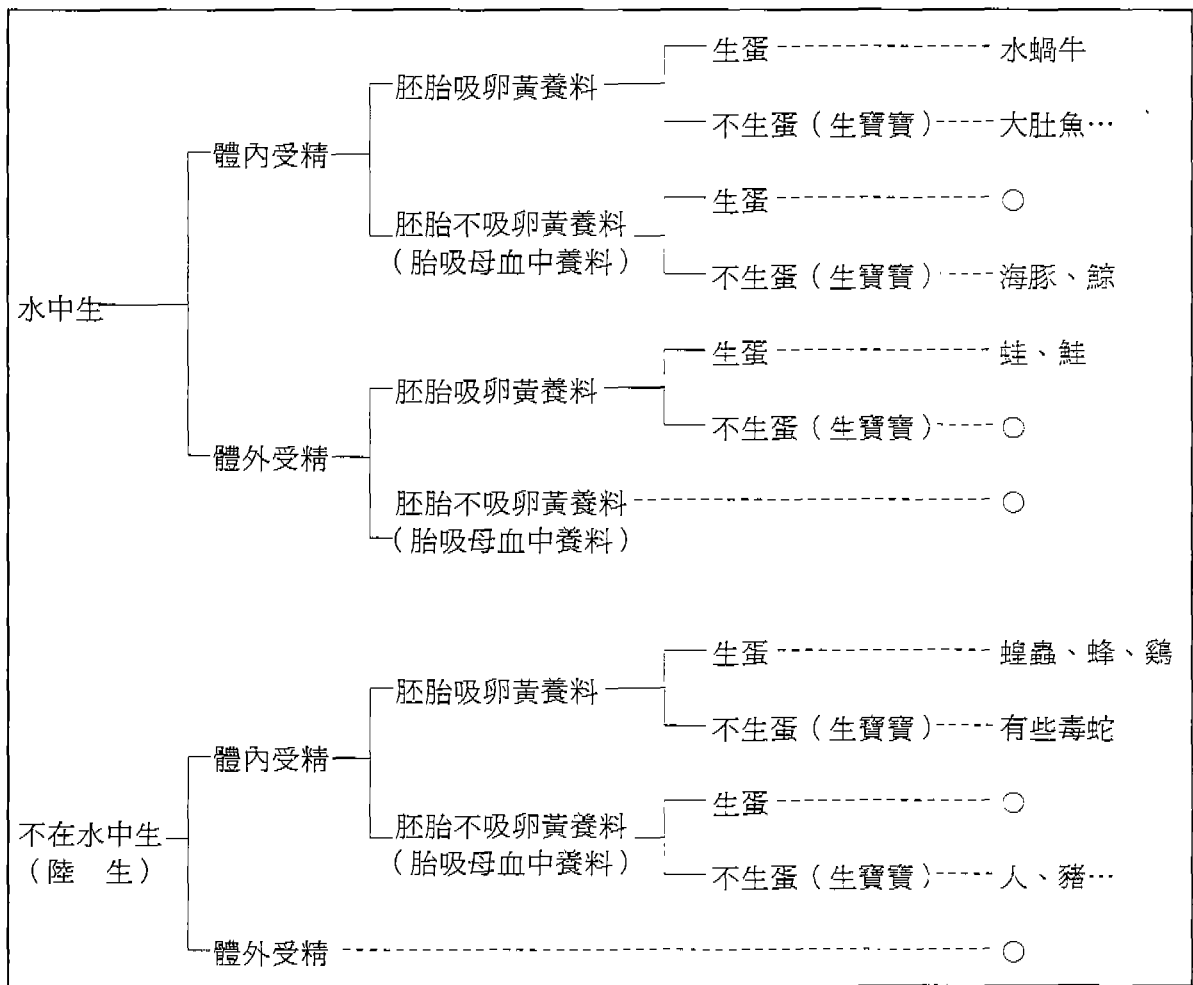 生蛋 水蝸牛
胚胎吸卵黃養料
不生蛋（生寶寶） 大肚魚…
體內受精
生蛋 ○
胚胎不吸卵黃養料
（胎吸母血中養料）
不生蛋（生寶寶） 海豚、鯨
水中生
生蛋 蛙、鮭
胚胎吸卵黃養料
不生蛋（生寶寶） ○
體外受精
胚胎不吸卵黃養料 ○
（胎吸母血中養料）
生蛋 蝗蟲、蜂、鷄
胚胎吸卵黃養料
不生蛋（生寶寶） 有些毒蛇
體內受精
生蛋 ○
不在水中生
胚胎不吸卵黃養料
（陸 生）
（胎吸母血中養料）
不生蛋（生寶寶） 人、豬…
體外受精 ○